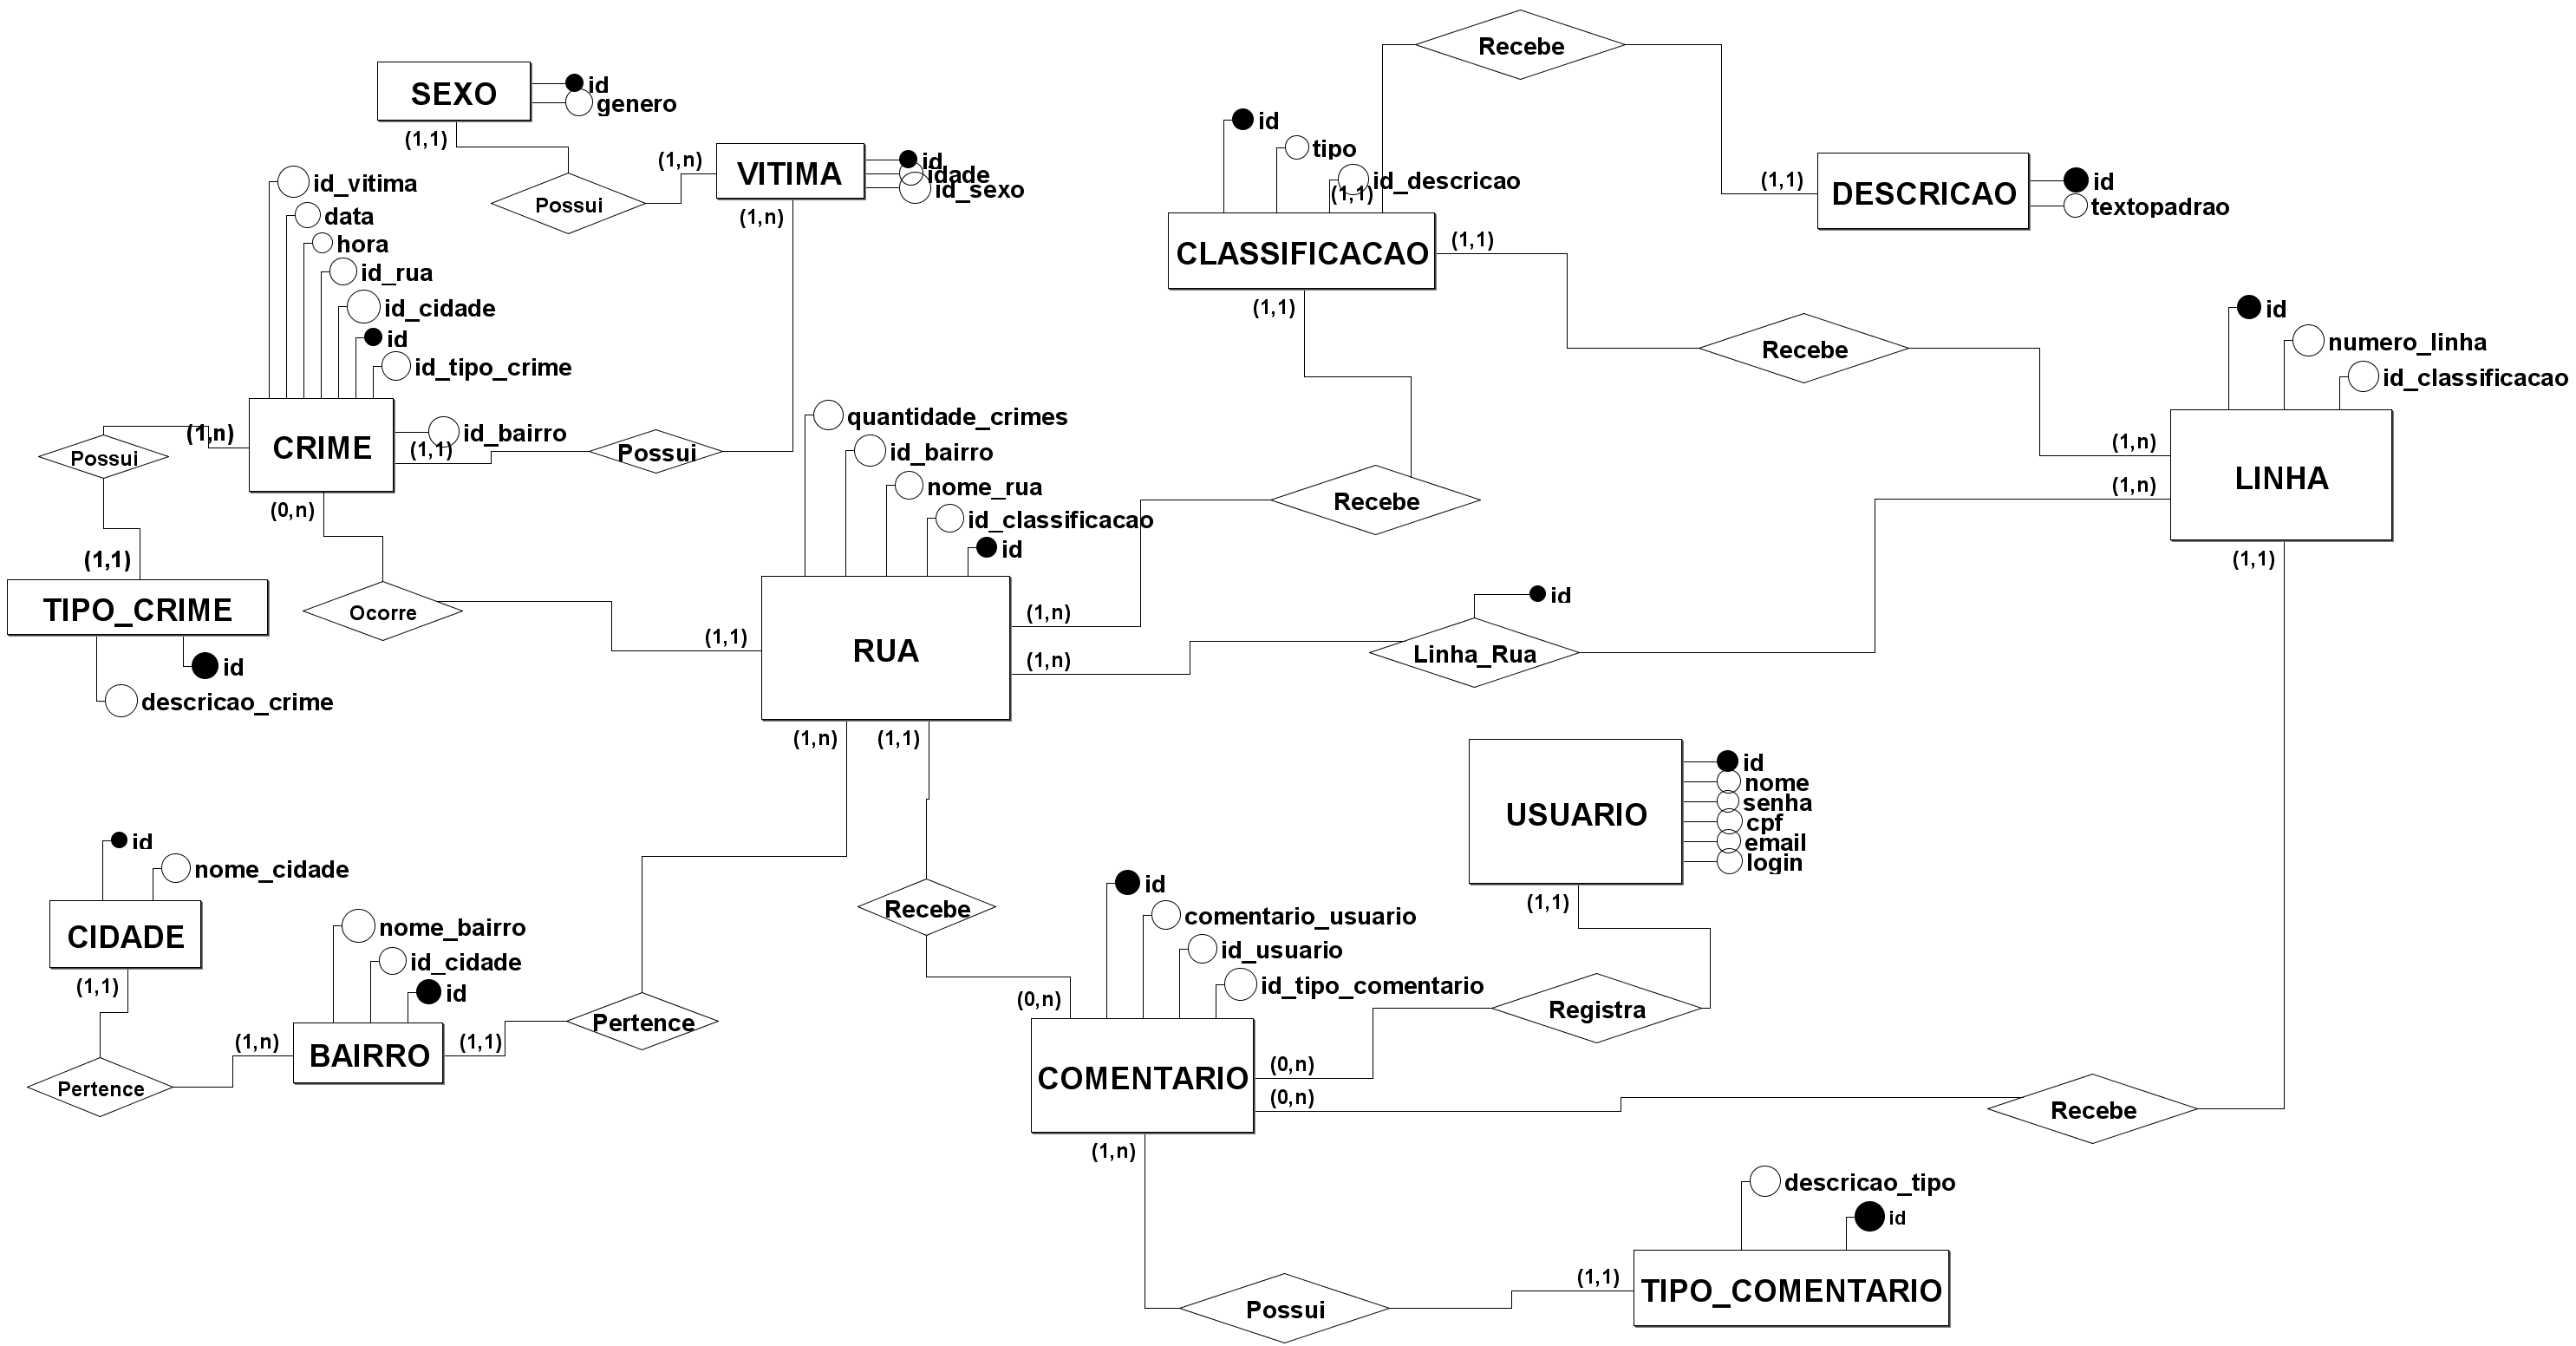 Recebe
SEXO
id
genero
(1,1)
Possui
(1,n)
VITIMA
id
idade
id_sexo
(1,n)
id
tipo
id_descricao
(1,1)
CLASSIFICACAO
(1,1)
(1,1)
(1,1)
DESCRICAO
id
textopadrao
id_vitima
data
hora
id_rua
id_cidade
id
id_tipo_crime
id_bairro
(1,n)
CRIME
(1,1)
Possui
Possui
(0,n)
(1,1)
TIPO_CRIME
id
descricao_crime
Ocorre
(1,1)
Recebe
id
numero_linha
id_classificacao
(1,n)
LINHA
(1,n)
(1,1)
quantidade_crimes
id_bairro
nome_rua
id_classificacao
id
Recebe
RUA
(1,n)
(1,n)
id
Linha_Rua
(1,n)
(1,1)
USUARIO
id
nome
senha
cpf
email
login
(1,1)
id
nome_cidade
CIDADE
(1,1)
Pertence
nome_bairro
id_cidade
id
(1,n)
BAIRRO
(1,1)
Pertence
Recebe
id
comentario_usuario
id_usuario
id_tipo_comentario
(0,n)
COMENTARIO
(0,n)
(0,n)
(1,n)
Registra
Recebe
descricao_tipo
id
(1,1)
TIPO_COMENTARIO
Possui